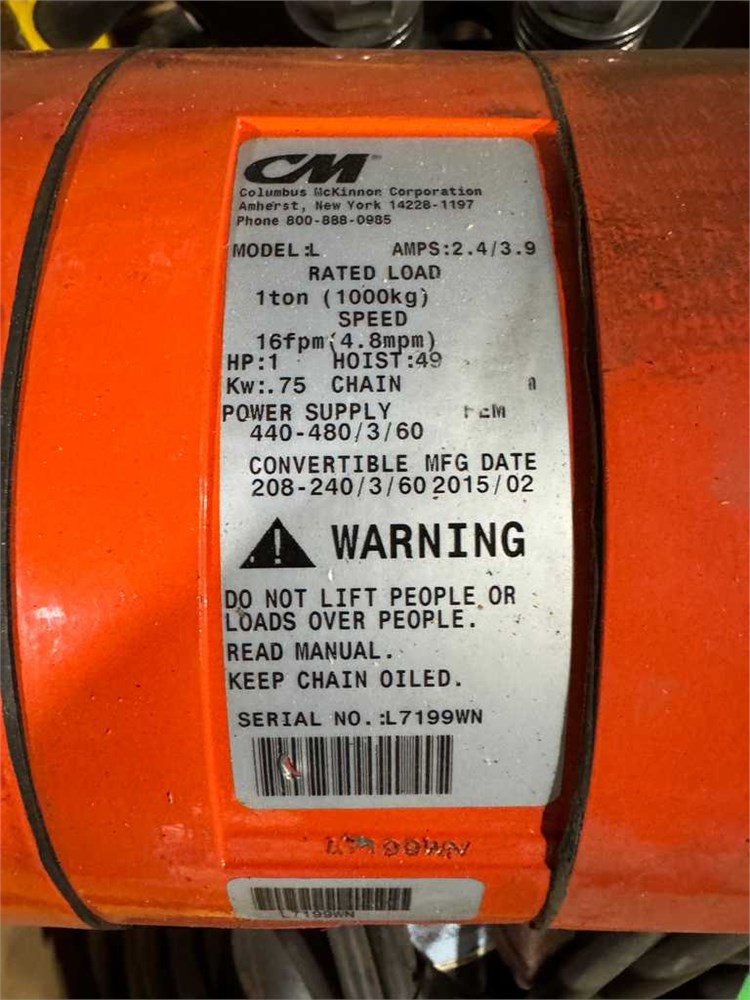 CM
Columbus McKinnon Corporation
Amherst, New York 14228-1197
Phone 800-888-0985
MODEL:L AMPS:2.4/3.9
RATED LOAD
1ton (1000kg)
SPEED
16fpm(4.8mpm)
HP:1 HOIST:49
Kw:.75 CHAIN
POWER SUPPLY
440-480/3/60
CONVERTIBLE MFG DATE
208-240/3/60 2015/02
WARNING
DO NOT LIFT PEOPLE OR
LOADS OVER PEOPLE.
READ MANUAL.
KEEP CHAIN OILED.
SERIAL NO.:L7199WN
L7199WN
L7199WN